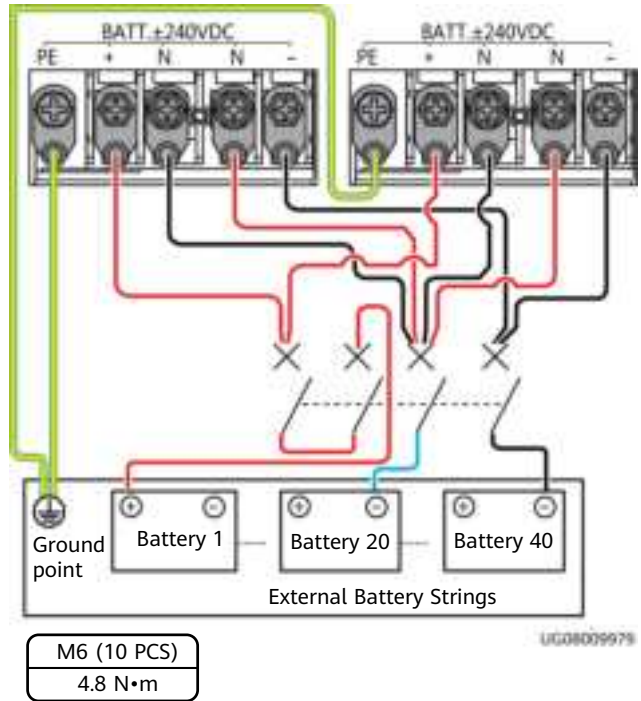 BATT.±240VDC BATT.±240VDC
PE + N N − PE + N N −
+ − + − + −
Battery 1 Battery 20 Battery 40
Ground
point
External Battery Strings
UG08009979
M6 (10 PCS)
4.8 N•m